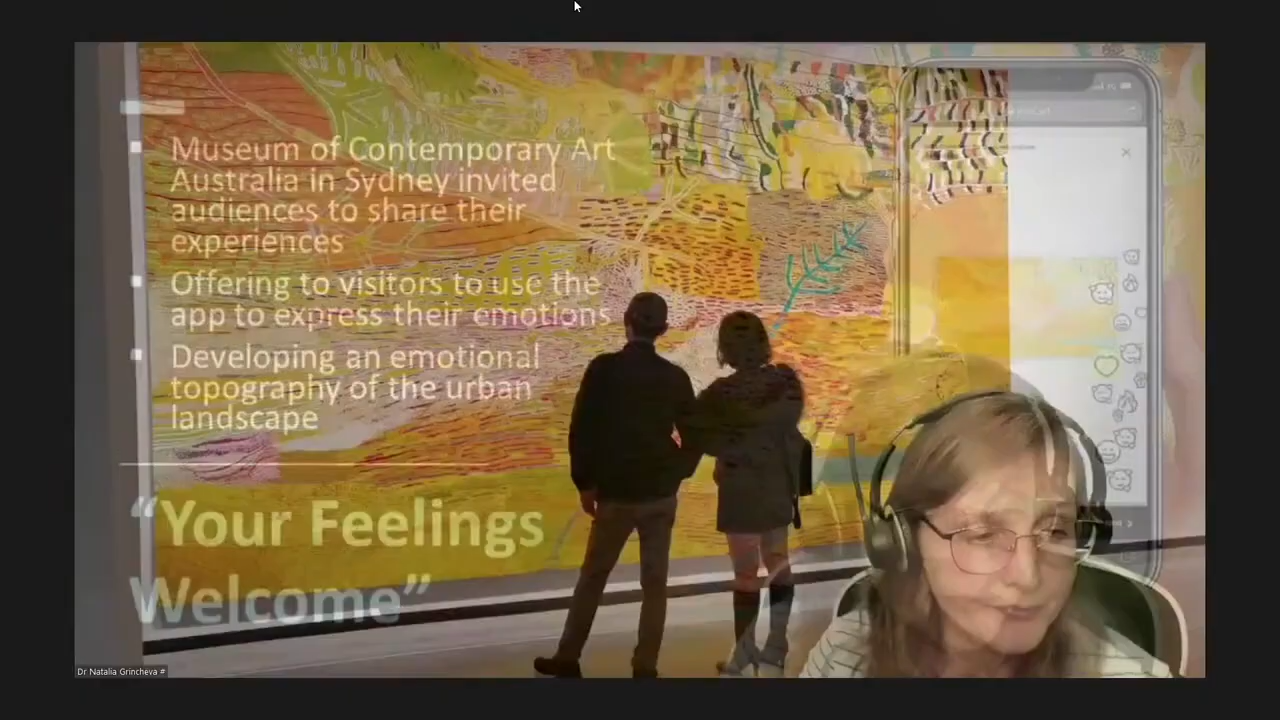 Museum of Contemporary Art
Australia in Sydney invited
audiences to share their
experiences
Offering to visitors to use the
app to express their emotions
Developing an emotional
topography of the urban
landscape
“Your Feelings
Welcome”
Dr Natalia Grincheva #